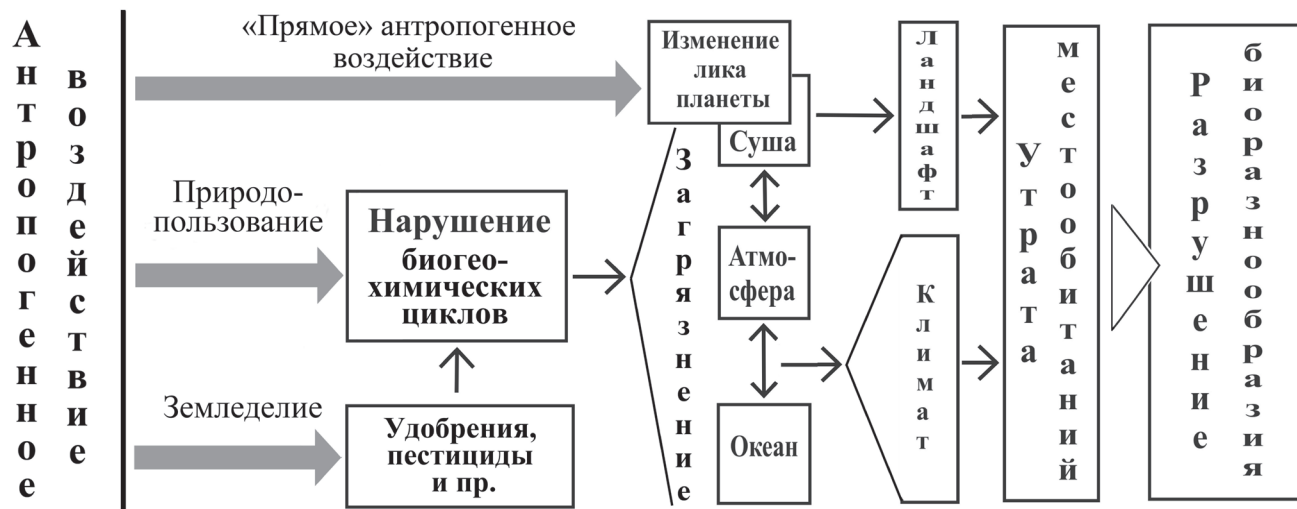 Антропогенное
воздействие
«Прямое» антропогенное
воздействие
Природо-
пользование
Земледелие
Нарушение
биогео-
химических
циклов
Удобрения,
пестициды
и пр.
Изменение
лика
планеты
Загрязнение
Суша
Атмо-
сфера
Океан
Ландшафт
Климат
Утрата
местообитаний
Разрушение
биоразнообразия